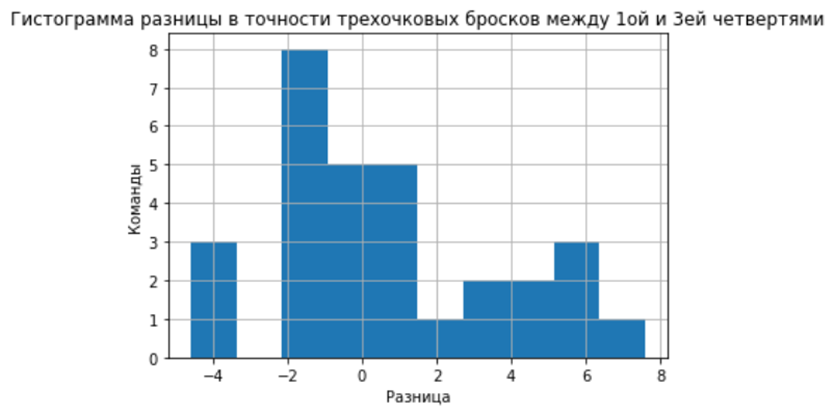 Гистограмма разницы в точности трехочковых бросков между 1ой и 3ей четвертями
8
7
6
5
4
3
2
1
0
Команды
−4 −2 0 2 4 6 8
Разница